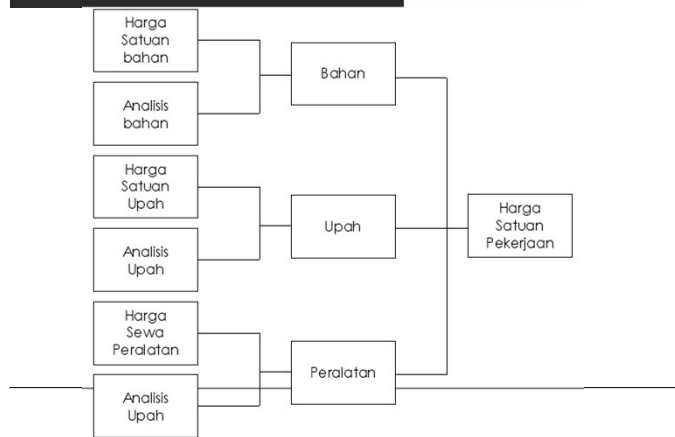 Harga
Satuan
bahan
Analisis
bahan
Bahan
Harga
Satuan
Upah
Analisis
Upah
Upah
Harga
Sewa
Peralatan
Analisis
Upah
Peralatan
Harga
Satuan
Pekerjaan